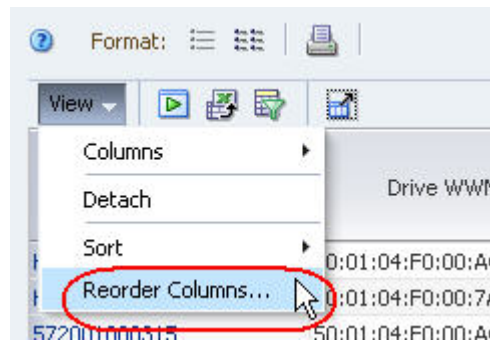 Format:
View
Columns
Detach
Drive WWN
Sort
0:01:04:F0:00:A
Reorder Columns...
0:01:04:F0:00:7
572001000315
50:01:04:F0:00:A